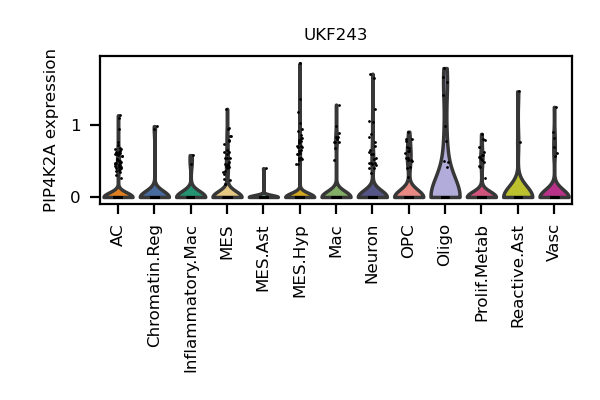 UKF243
PIP4K2A expression
1
0
AC
Chromatin.Reg
Inflammatory.Mac
MES
MES.Ast
MES.Hyp
Mac
Neuron
OPC
Oligo
Prolif.Metab
Reactive.Ast
Vasc